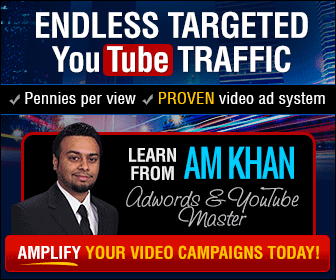 ENDLESS TARGETED
YouTube TRAFFIC
Pennies per view PROVEN video ad system
LEARN
FROM AM KHAN
Adwords & YouTube
Master
AMPLIFY YOUR VIDEO CAMPAIGNS TODAY!